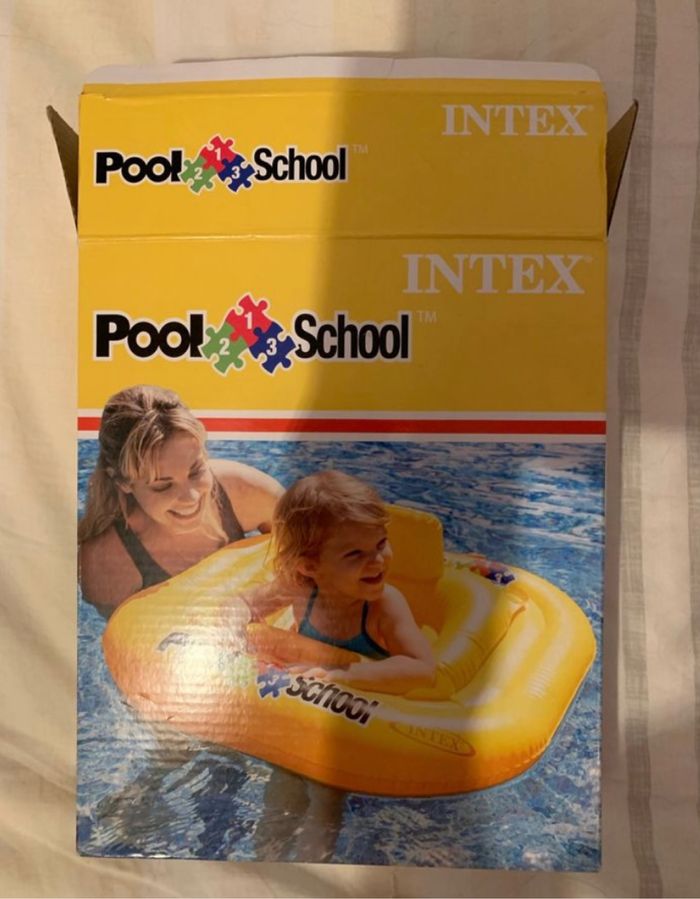 INTEX
Pool 1 2 3 School™
INTEX
Pool 1 2 3 School™
School
INTEX